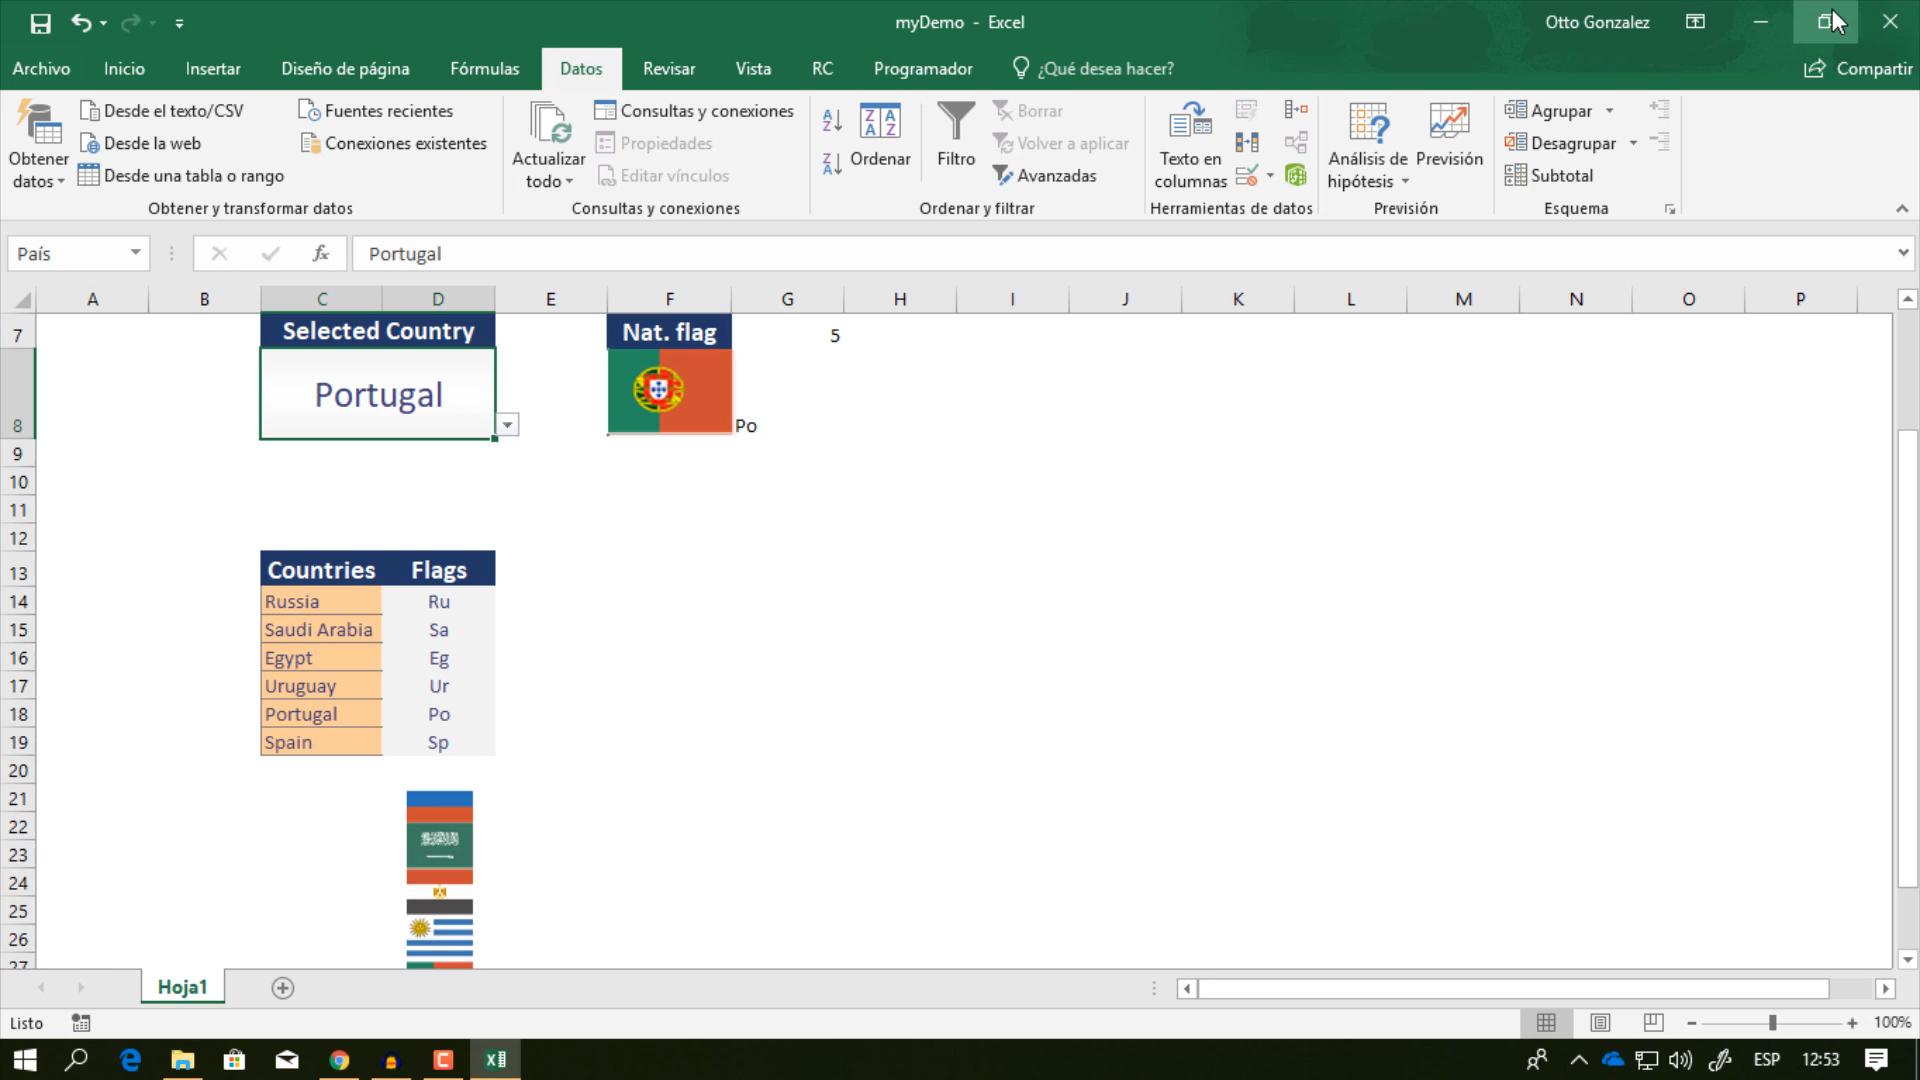 myDemo - Excel
Otto Gonzalez
Archivo
Inicio
Insertar
Diseño de página
Fórmulas
Datos
Revisar
Vista
RC
Programador
¿Qué desea hacer?
Compartir
Obtener datos
Desde el texto/CSV
Desde la web
Desde una tabla o rango
Fuentes recientes
Conexiones existentes
Obtener y transformar datos
Actualizar todo
Consultas y conexiones
Propiedades
Editar vínculos
Consultas y conexiones
Ordenar
Filtro
Borrar
Volver a aplicar
Avanzadas
Ordenar y filtrar
Texto en columnas
Herramientas de datos
Análisis de hipótesis
Previsión
Previsión
Agrupar
Desagrupar
Subtotal
Esquema
País
fx
Portugal
A B C D E F G H I J K L M N O P
7 Selected Country Nat. flag 5
8 Portugal Po
9
10
11
12
13 Countries Flags
14 Russia Ru
15 Saudi Arabia Sa
16 Egypt Eg
17 Uruguay Ur
18 Portugal Po
19 Spain Sp
20
21
22
23
24
25
26
27
Hoja1
Listo
100%
ESP
12:53